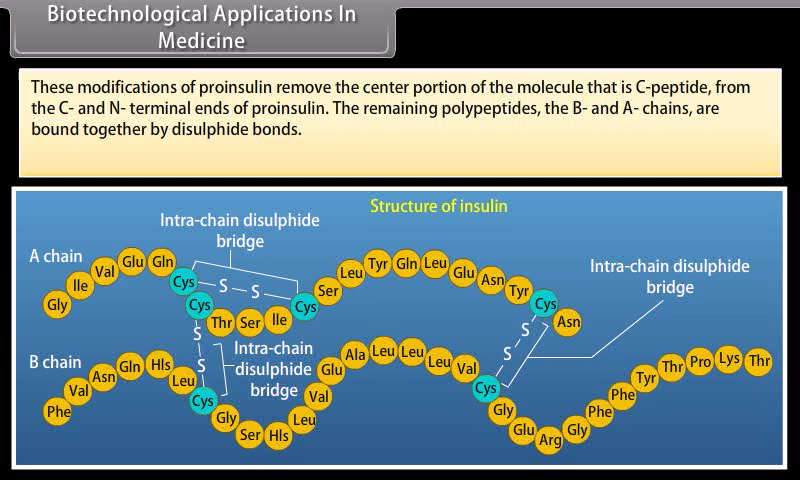 Biotechnological Applications In
Medicine
These modifications of proinsulin remove the center portion of the molecule that is C-peptide, from
the C- and N- terminal ends of proinsulin. The remaining polypeptides, the B- and A- chains, are
bound together by disulphide bonds.
Structure of insulin
Intra-chain disulphide
bridge
A chain
Gly Ile Val Glu Gln Cys Cys Thr Ser Ile Cys Ser Leu Tyr Gln Leu Glu Asn Tyr Cys Asn
S S
Intra-chain disulphide
bridge
S S
Intra-chain
disulphide
bridge
S S
B chain
Phe Val Asn Gln Hls Leu Cys Gly Ser Hls Leu Val Glu Ala Leu Leu Leu Val Cys Gly Glu Arg Gly Phe Phe Tyr Thr Pro Lys Thr